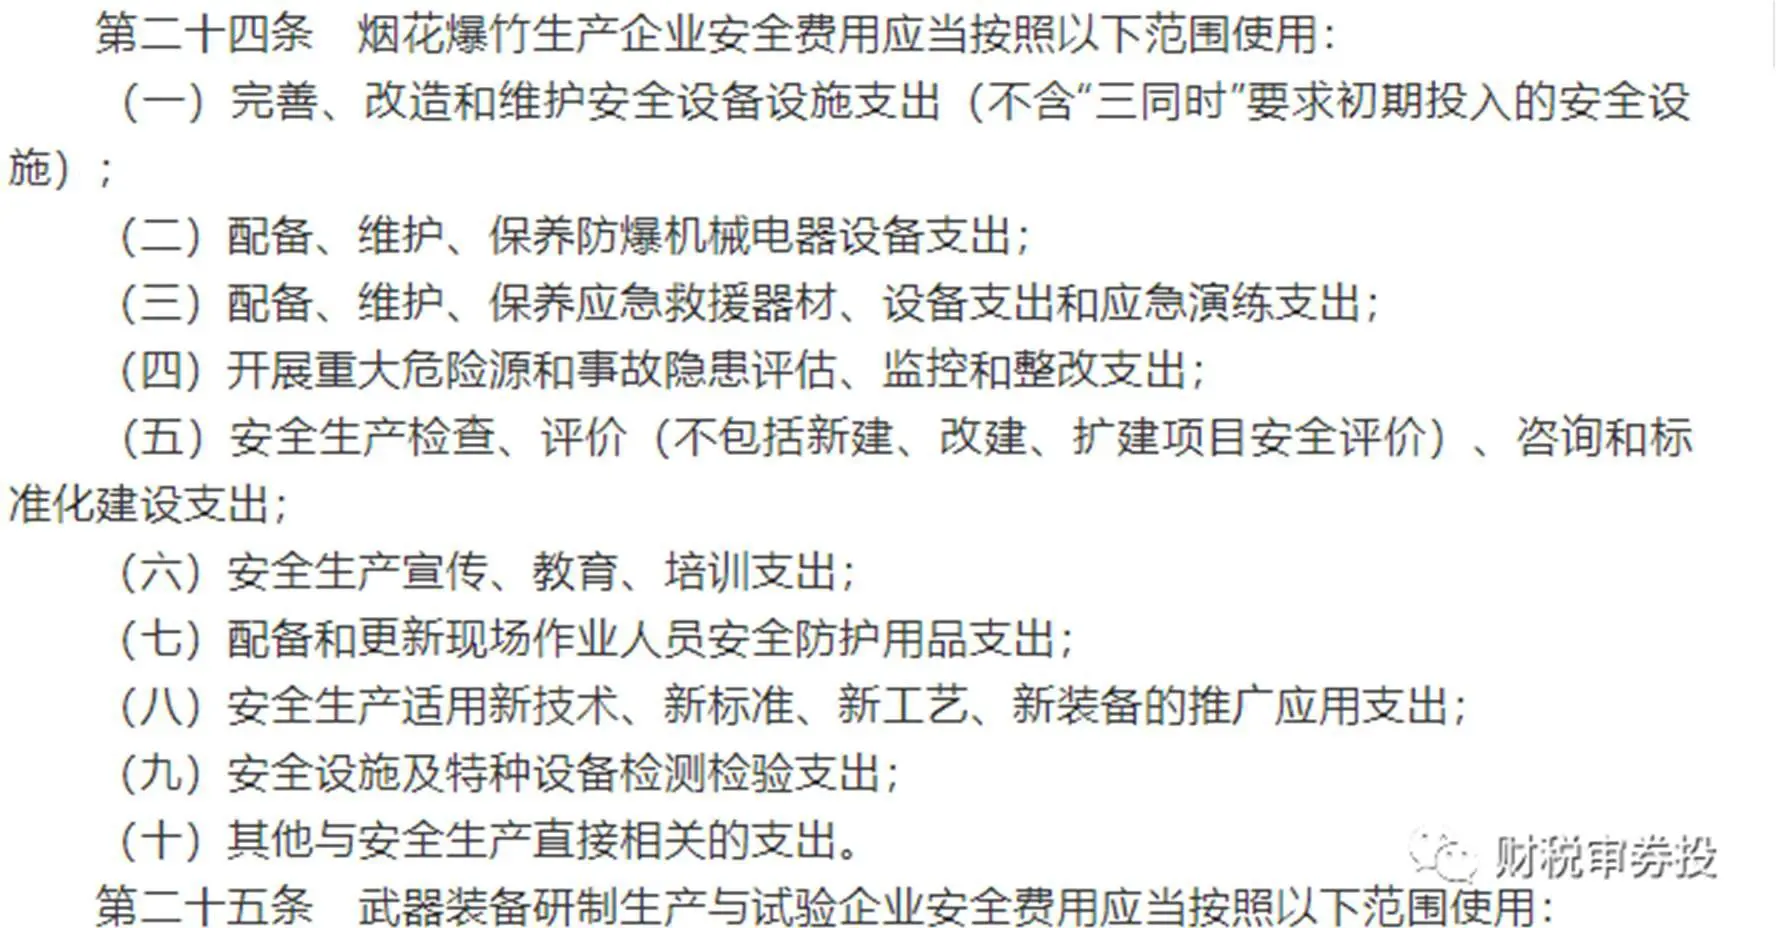 第二十四条　烟花爆竹生产企业安全费用应当按照以下范围使用：
（一）完善、改造和维护安全设备设施支出（不含“三同时”要求初期投入的安全设
施）；
（二）配备、维护、保养防爆机械电器设备支出；
（三）配备、维护、保养应急救援器材、设备支出和应急演练支出；
（四）开展重大危险源和事故隐患评估、监控和整改支出；
（五）安全生产检查、评价（不包括新建、改建、扩建项目安全评价）、咨询和标
准化建设支出；
（六）安全生产宣传、教育、培训支出；
（七）配备和更新现场作业人员安全防护用品支出；
（八）安全生产适用新技术、新标准、新工艺、新装备的推广应用支出；
（九）安全设施及特种设备检测检验支出；
（十）其他与安全生产直接相关的支出。
财税审券投
第二十五条　武器装备研制生产与试验企业安全费用应当按照以下范围使用：